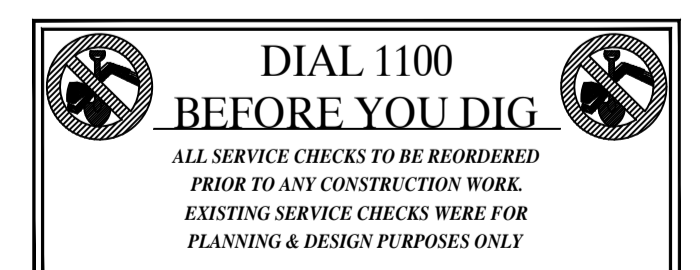 DIAL 1100
BEFORE YOU DIG
ALL SERVICE CHECKS TO BE REORDERED
PRIOR TO ANY CONSTRUCTION WORK.
EXISTING SERVICE CHECKS WERE FOR
PLANNING & DESIGN PURPOSES ONLY